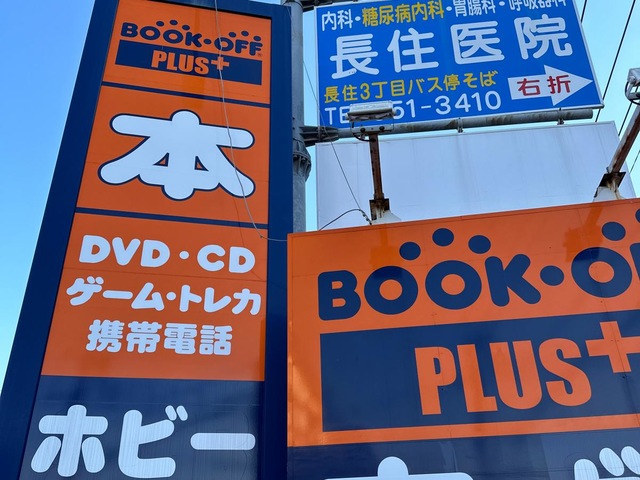 BOOK・OFF
PLUS+
本
DVD・CD
ゲーム・トレカ
携帯電話
ホビー
内科・糖尿病内科・胃腸科・呼吸器科
長住医院
長住3丁目バス停そば
右折
51-3410
BOOK・OF
PLUS+